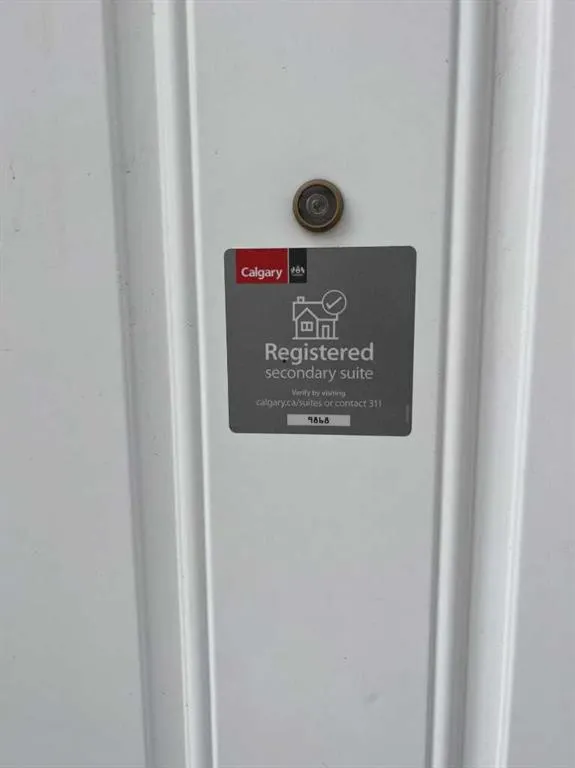 Calgary
Registered
secondary suite
Verify by visiting
calgary.ca/suites or contact 311
9868